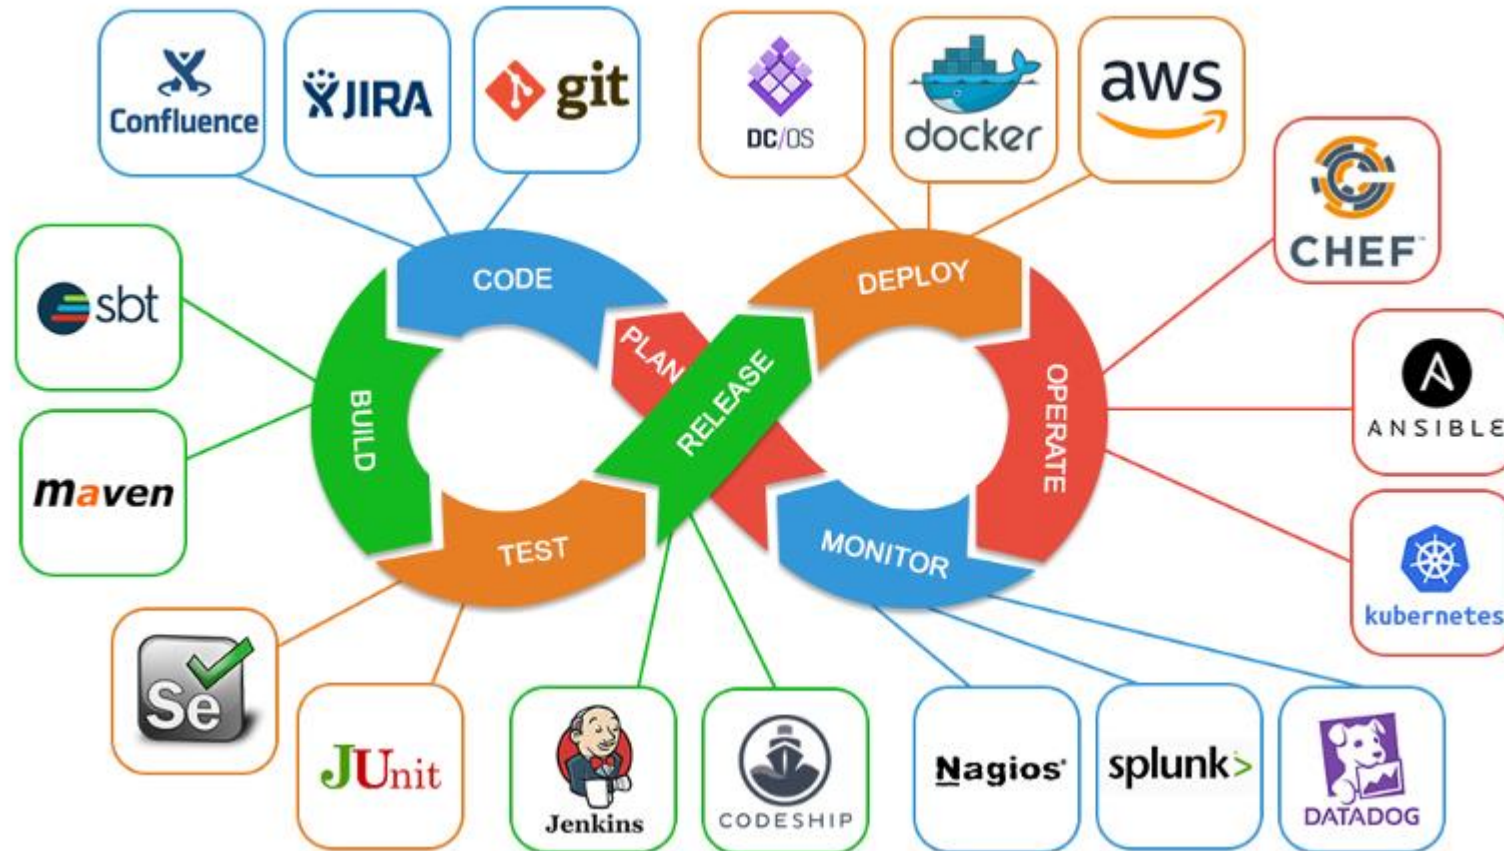 Confluence
JIRA
git
DC/OS
docker
aws
CHEF™
sbt
CODE
DEPLOY
PLAN
RELEASE
BUILD
OPERATE
ANSIBLE
maven
TEST
MONITOR
kubernetes
Se
JUnit
Jenkins
CODESHIP
Nagios®
splunk>
DATADOG